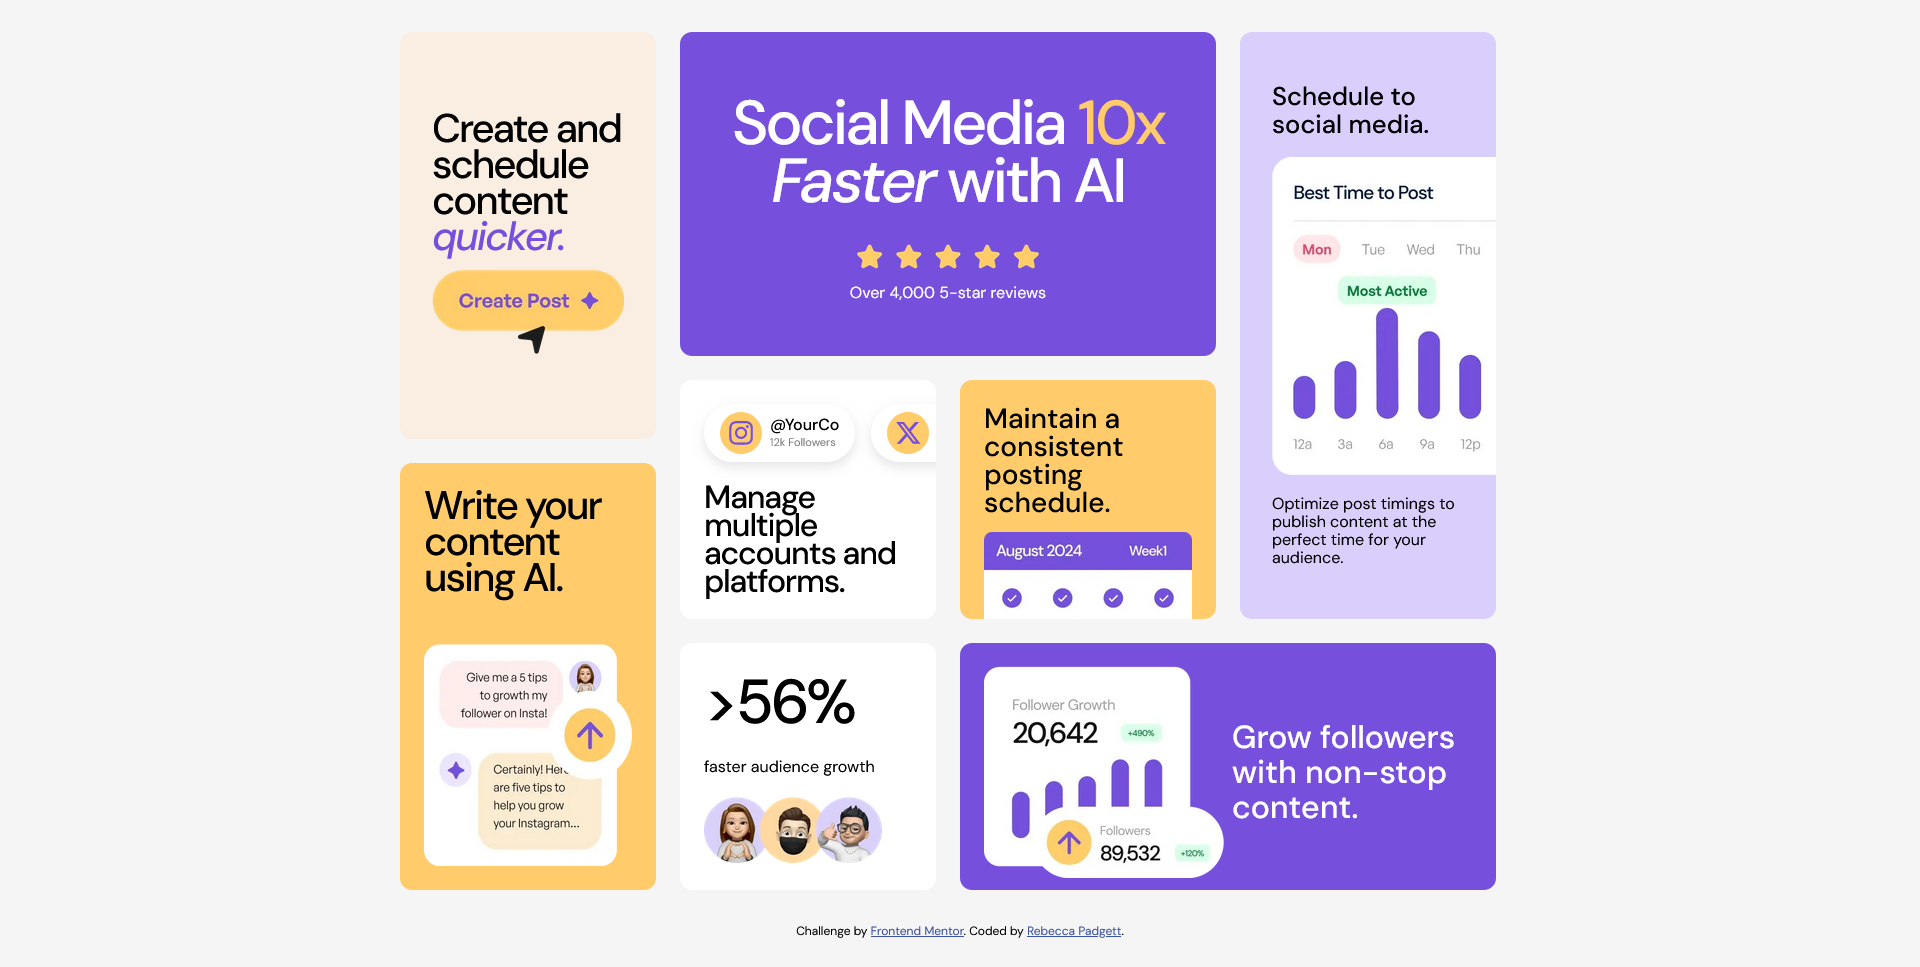 Create and
schedule
content
quicker.
Create Post
Write your
content
using AI.
Give me a 5 tips
to growth my
follower on Insta!
Certainly! Here
are five tips to
help you grow
your Instagram...
Social Media 10x
Faster with AI
Over 4,000 5-star reviews
@YourCo
12k Followers
Manage
multiple
accounts and
platforms.
Maintain a
consistent
posting
schedule.
August 2024 Week1
>56%
faster audience growth
Schedule to
social media.
Best Time to Post
Mon Tue Wed Thu
Most Active
12a 3a 6a 9a 12p
Optimize post timings to
publish content at the
perfect time for your
audience.
Follower Growth
20,642 +490%
Followers
89,532 +120%
Grow followers
with non-stop
content.
Challenge by Frontend Mentor. Coded by Rebecca Padgett.